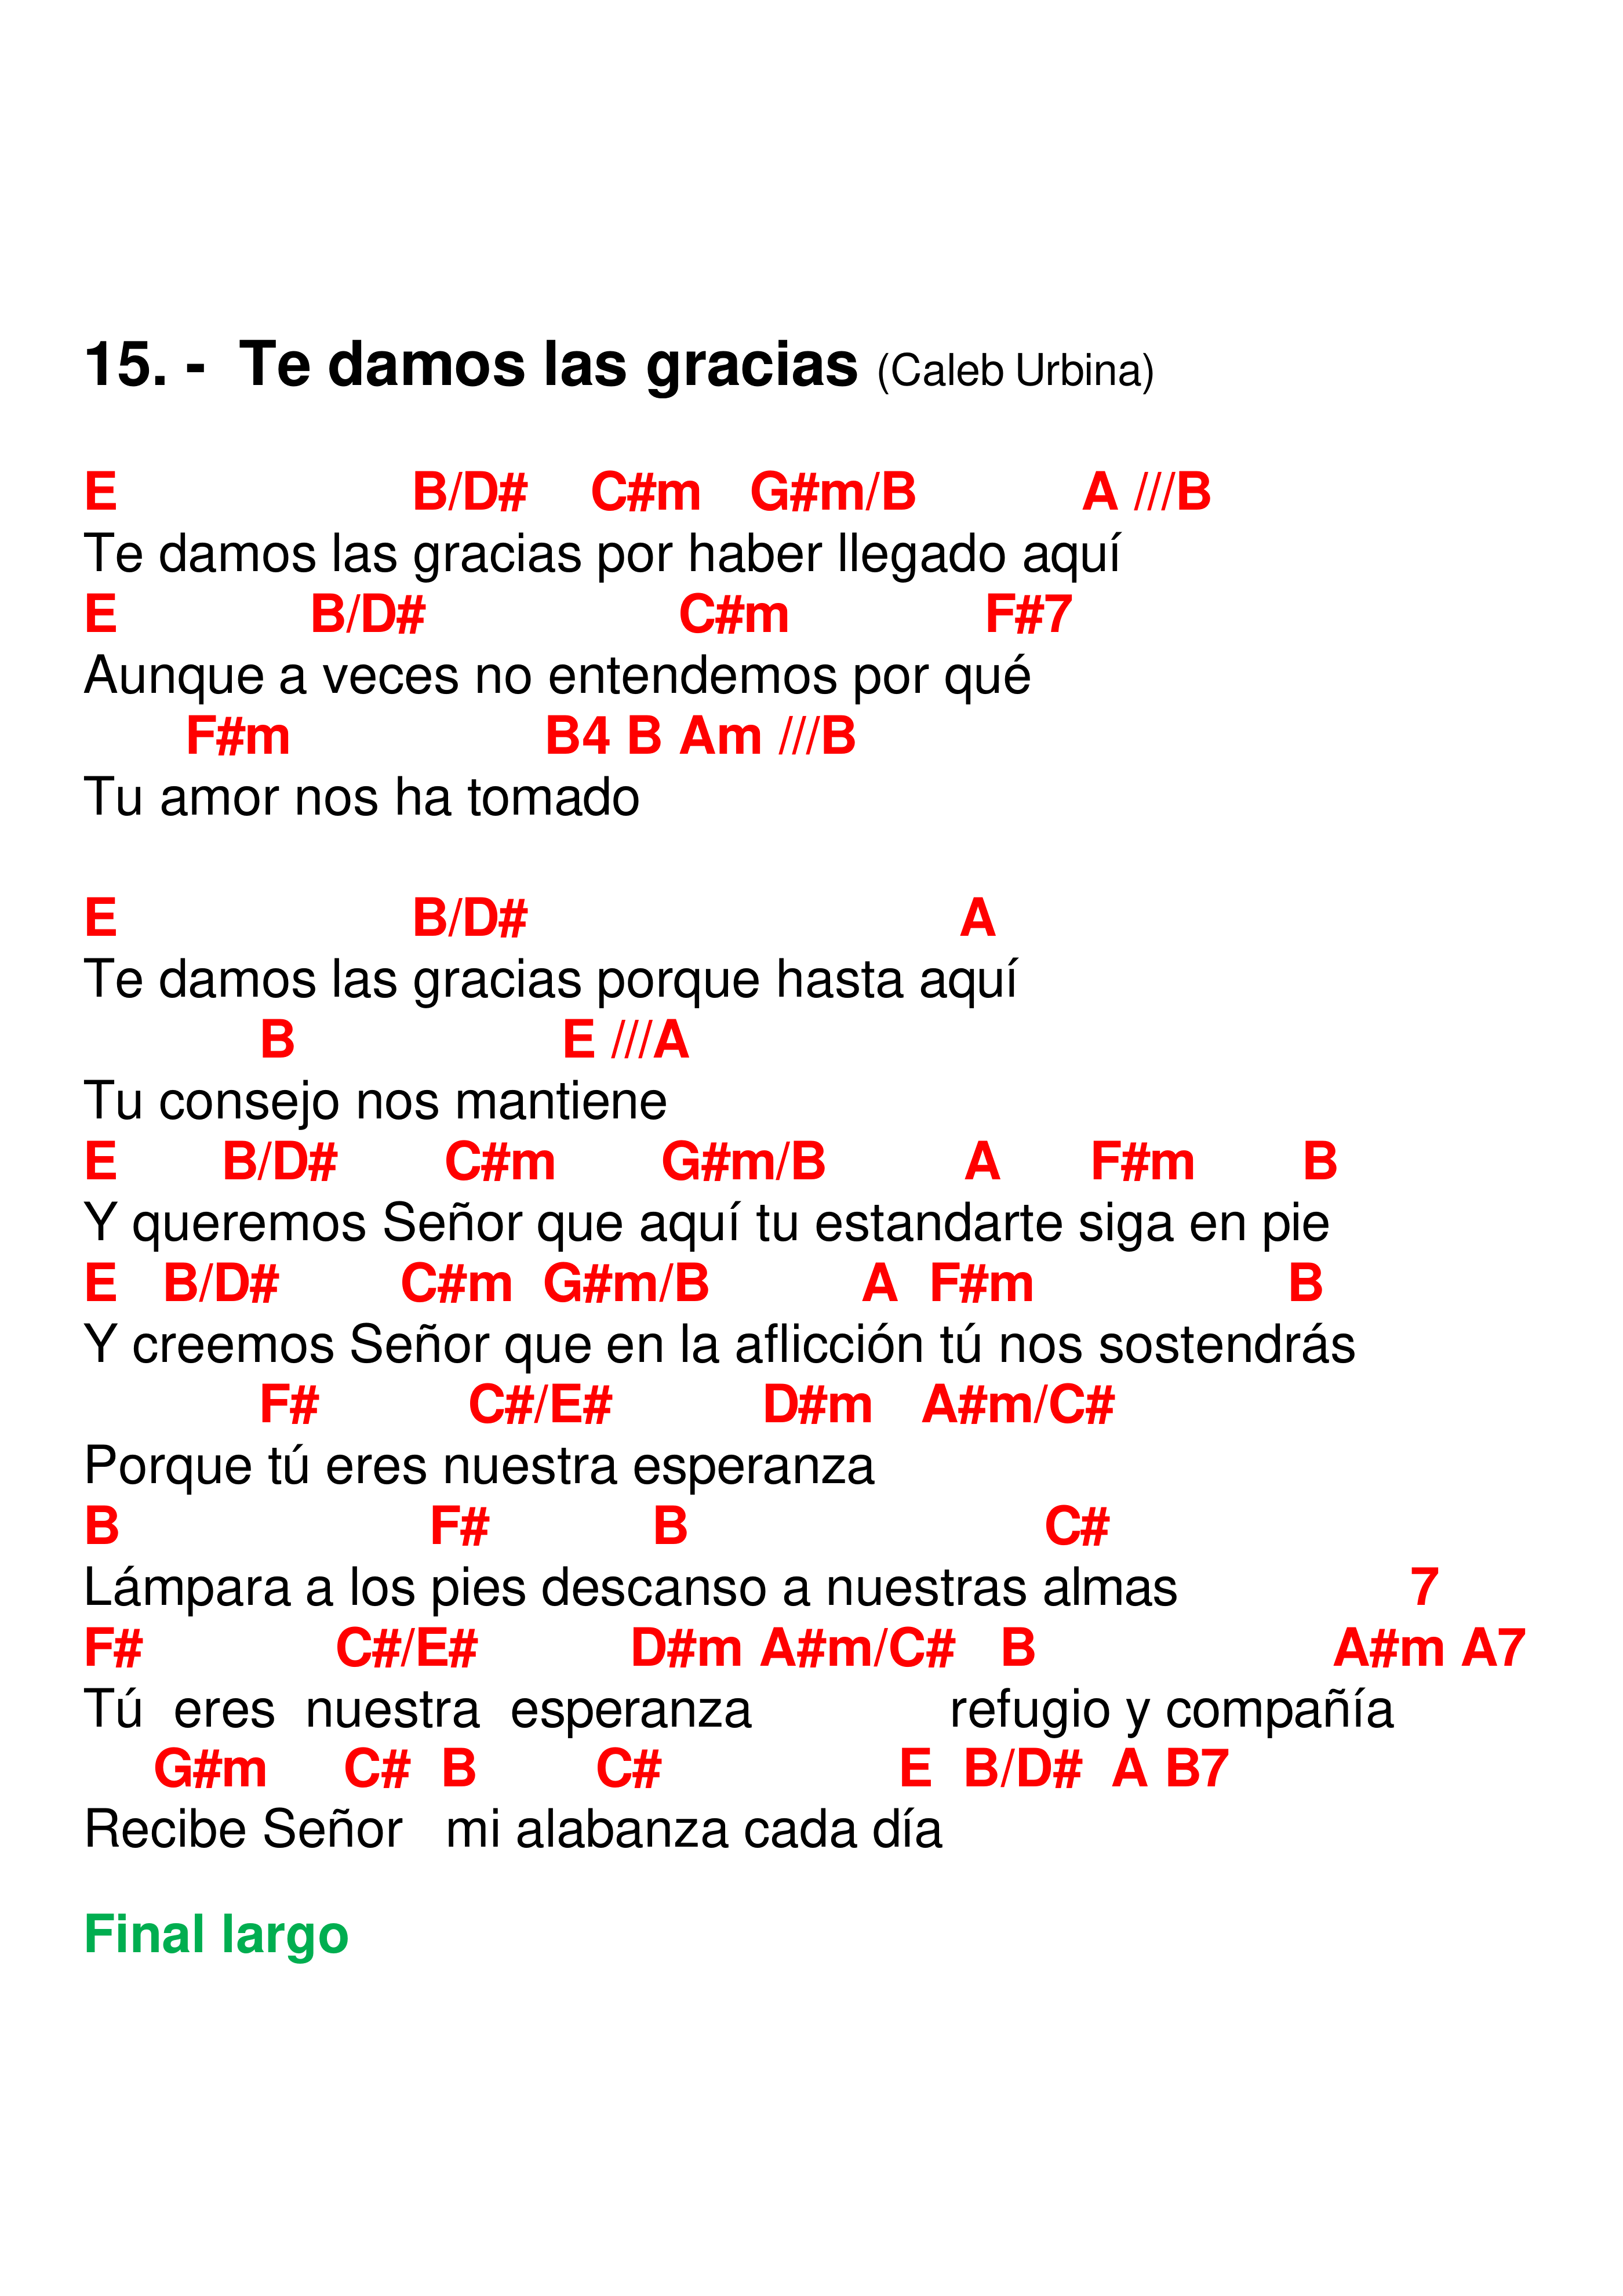 15. -  Te damos las gracias (Caleb Urbina)
E B/D# C#m G#m/B A ///B
Te damos las gracias por haber llegado aquí
E B/D# C#m F#7
Aunque a veces no entendemos por qué
F#m B4 B Am ///B
Tu amor nos ha tomado
E B/D# A
Te damos las gracias porque hasta aquí
B E ///A
Tu consejo nos mantiene
E B/D# C#m G#m/B A F#m B
Y queremos Señor que aquí tu estandarte siga en pie
E B/D# C#m G#m/B A F#m B
Y creemos Señor que en la aflicción tú nos sostendrás
F# C#/E# D#m A#m/C#
Porque tú eres nuestra esperanza
B F# B C#
Lámpara a los pies descanso a nuestras almas 7
F# C#/E# D#m A#m/C# B A#m A7
Tú eres nuestra esperanza refugio y compañía
G#m C# B C# E B/D# A B7
Recibe Señor mi alabanza cada día
Final largo